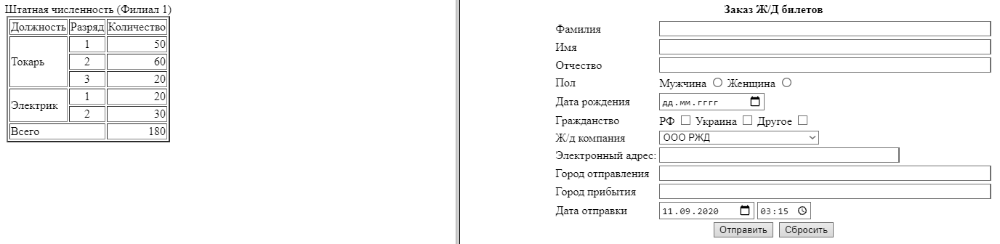 Штатная численность (Филиал 1)
Должность Разряд Количество
Токарь 1 50
2 60
3 20
Электрик 1 20
2 30
Всего 180
Заказ Ж/Д билетов
Фамилия
Имя
Отчество
Пол Мужчина Женщина
Дата рождения дд.мм.гггг
Гражданство РФ Украина Другое
Ж/д компания ООО РЖД
Электронный адрес:
Город отправления
Город прибытия
Дата отправки 11.09.2020 03:15
Отправить Сбросить